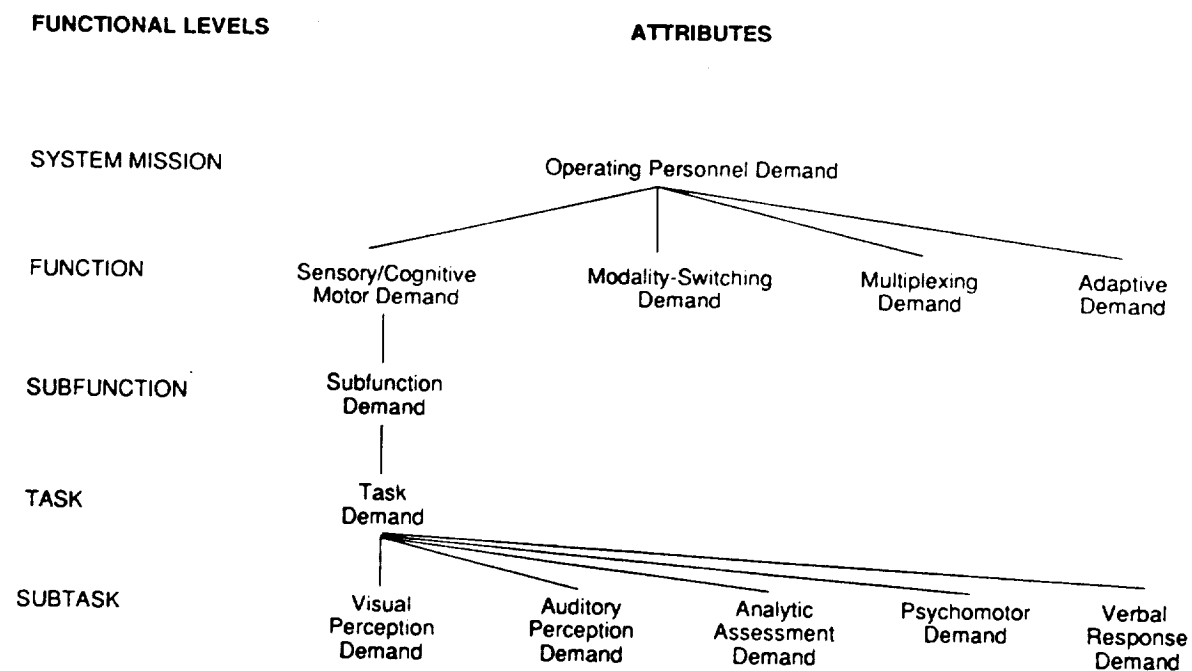 FUNCTIONAL LEVELS
ATTRIBUTES
SYSTEM MISSION
Operating Personnel Demand
FUNCTION
Sensory/Cognitive
Motor Demand
Modality-Switching
Demand
Multiplexing
Demand
Adaptive
Demand
SUBFUNCTION
Subfunction
Demand
TASK
Task
Demand
SUBTASK
Visual
Perception
Demand
Auditory
Perception
Demand
Analytic
Assessment
Demand
Psychomotor
Demand
Verbal
Response
Demand